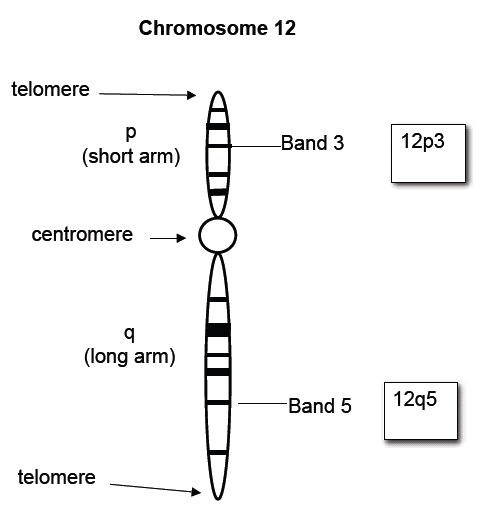 Chromosome 12
telomere
p
(short arm)
Band 3
12p3
centromere
q
(long arm)
Band 5
12q5
telomere